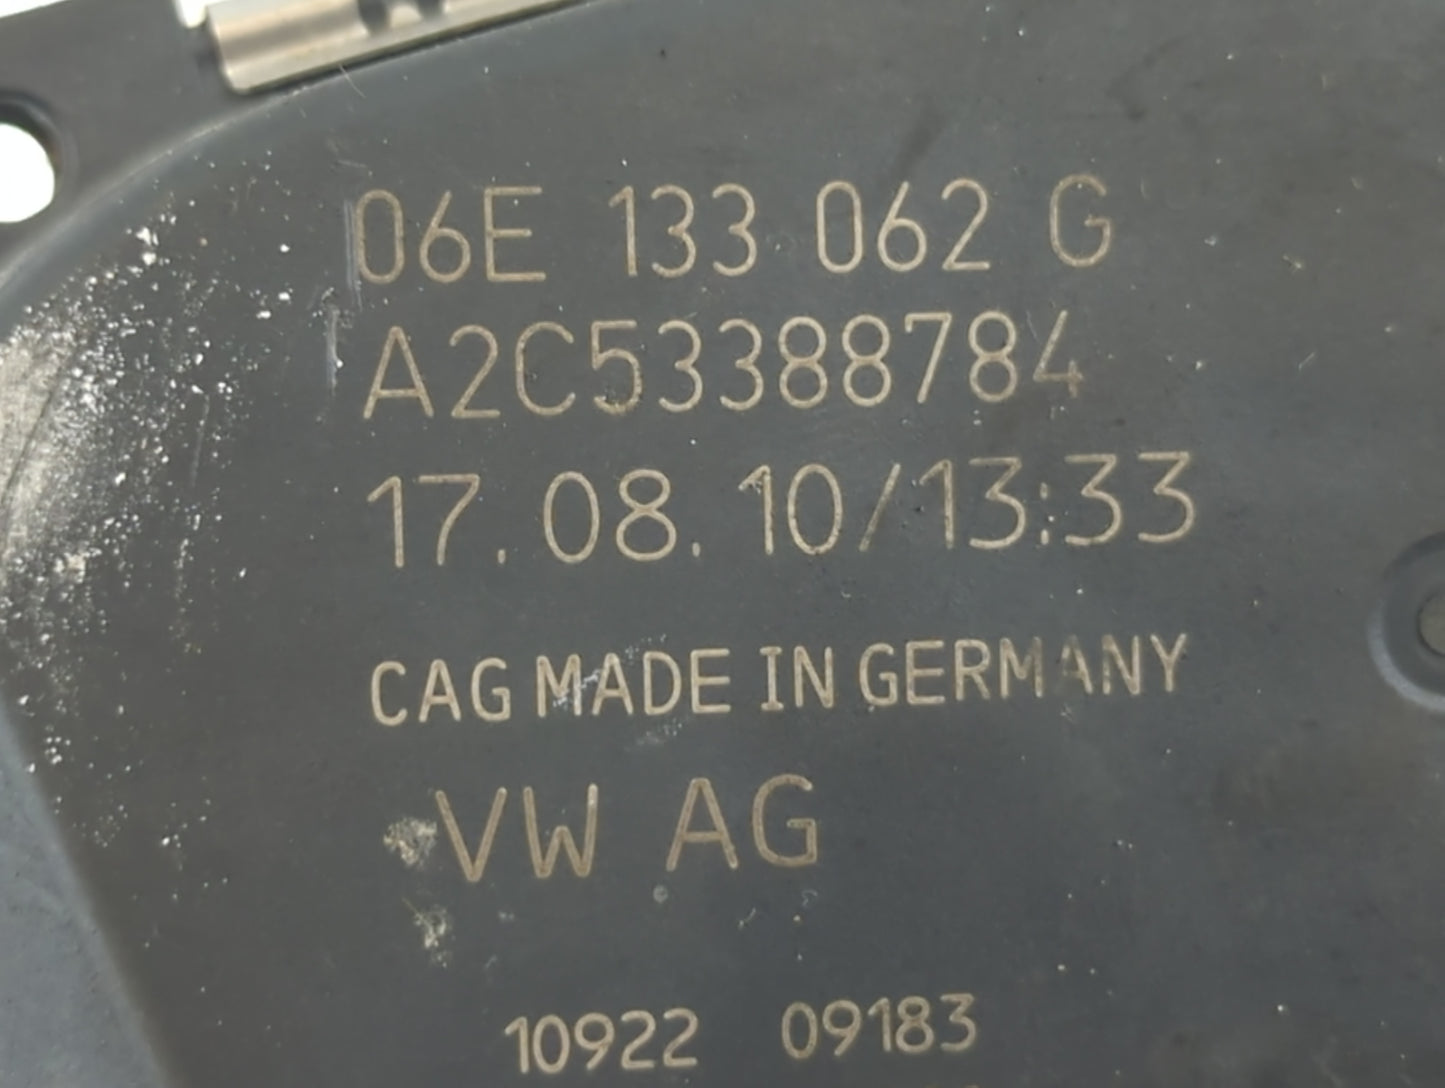 06E 133 062 G
A2C53388784
17.08.10/13:33
CAG MADE IN GERMANY
VW AG
10922 09183